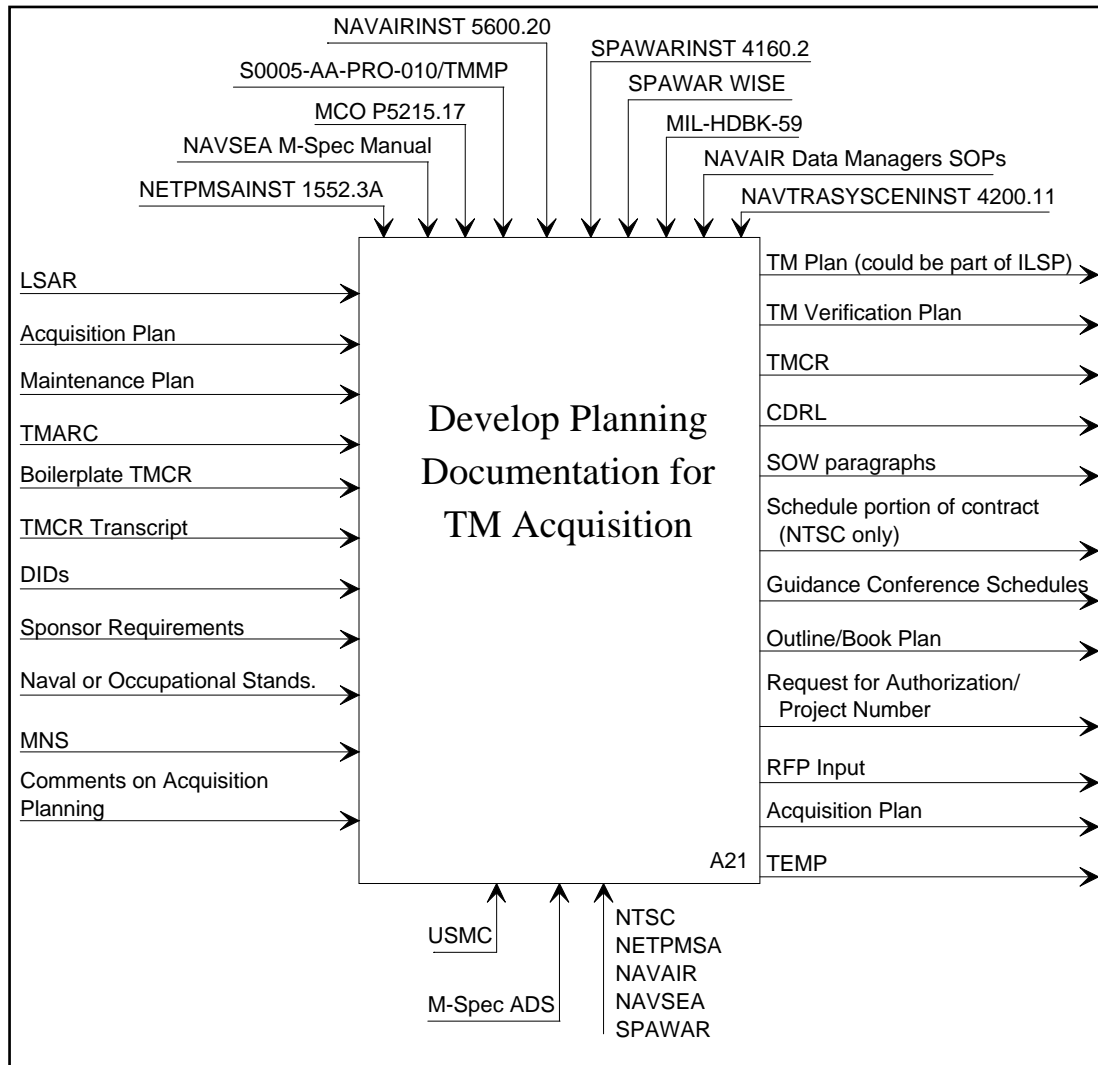 NAVAIRINST 5600.20
SPAWARINST 4160.2
S0005-AA-PRO-010/TMMP
SPAWAR WISE
MCO P5215.17
MIL-HDBK-59
NAVSEA M-Spec Manual
NAVAIR Data Managers SOPs
NETPMSAINST 1552.3A
NAVTRASYSCENINST 4200.11
LSAR
Acquisition Plan
Maintenance Plan
TMARC
Boilerplate TMCR
TMCR Transcript
DIDs
Sponsor Requirements
Naval or Occupational Stands.
MNS
Comments on Acquisition
Planning
Develop Planning
Documentation for
TM Acquisition
A21
TM Plan (could be part of ILSP)
TM Verification Plan
TMCR
CDRL
SOW paragraphs
Schedule portion of contract
(NTSC only)
Guidance Conference Schedules
Outline/Book Plan
Request for Authorization/
Project Number
RFP Input
Acquisition Plan
TEMP
USMC
M-Spec ADS
NTSC
NETPMSA
NAVAIR
NAVSEA
SPAWAR